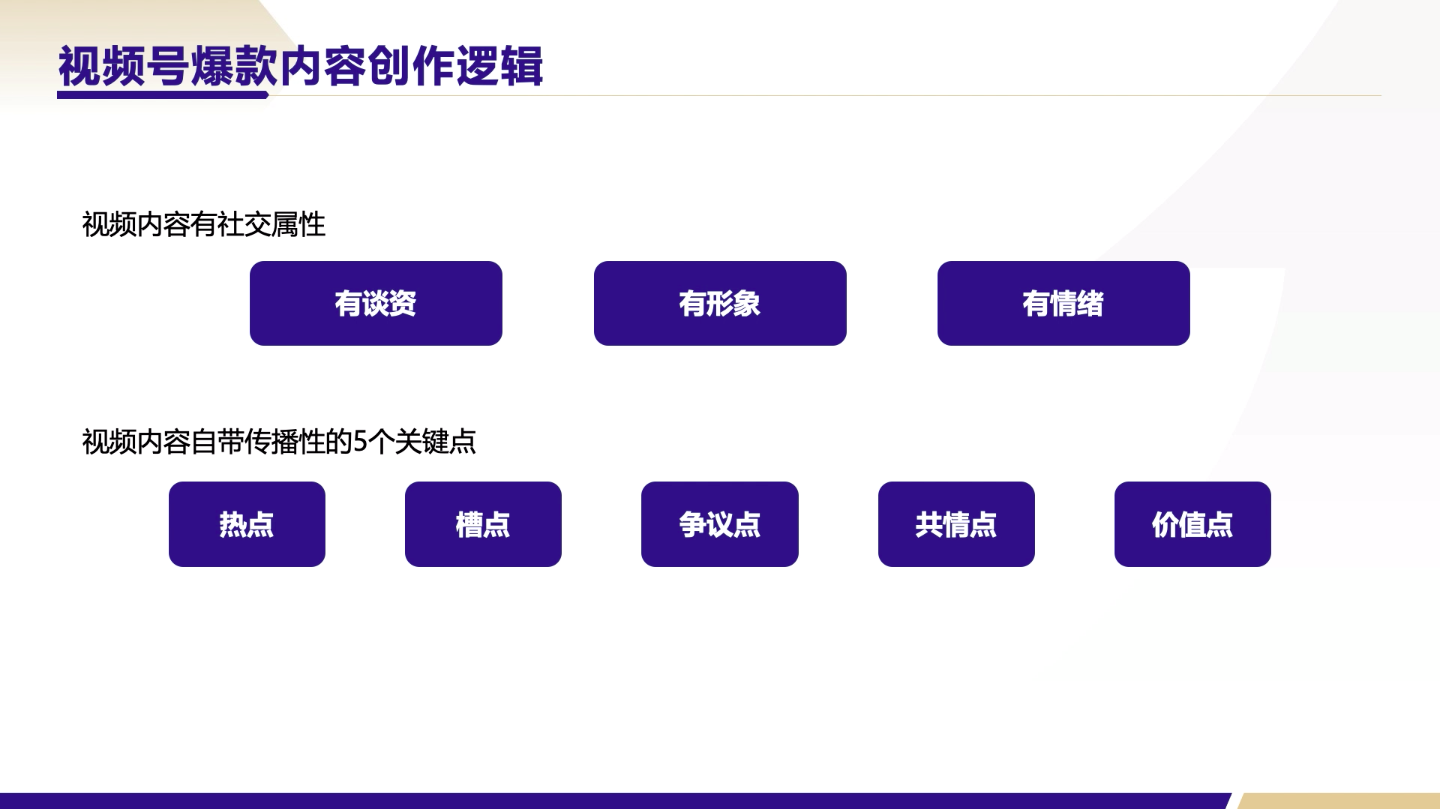 视频号爆款内容创作逻辑
视频内容有社交属性
有谈资
有形象
有情绪
视频内容自带传播性的5个关键点
热点
槽点
争议点
共情点
价值点